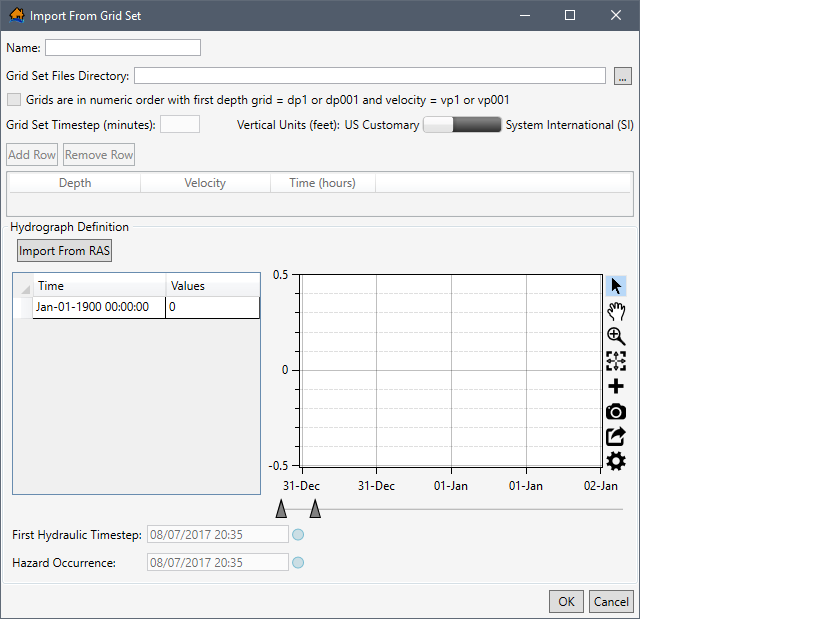 Import From Grid Set
Name:
Grid Set Files Directory: ...
Grids are in numeric order with first depth grid = dp1 or dp001 and velocity = vp1 or vp001
Grid Set Timestep (minutes): Vertical Units (feet): US Customary System International (SI)
Add Row Remove Row
Depth Velocity Time (hours)
Hydrograph Definition
Import From RAS
Time Values
Jan-01-1900 00:00:00 0
0.5
0
-0.5
31-Dec 31-Dec 01-Jan 01-Jan 02-Jan
First Hydraulic Timestep: 08/07/2017 20:35
Hazard Occurrence: 08/07/2017 20:35
OK Cancel